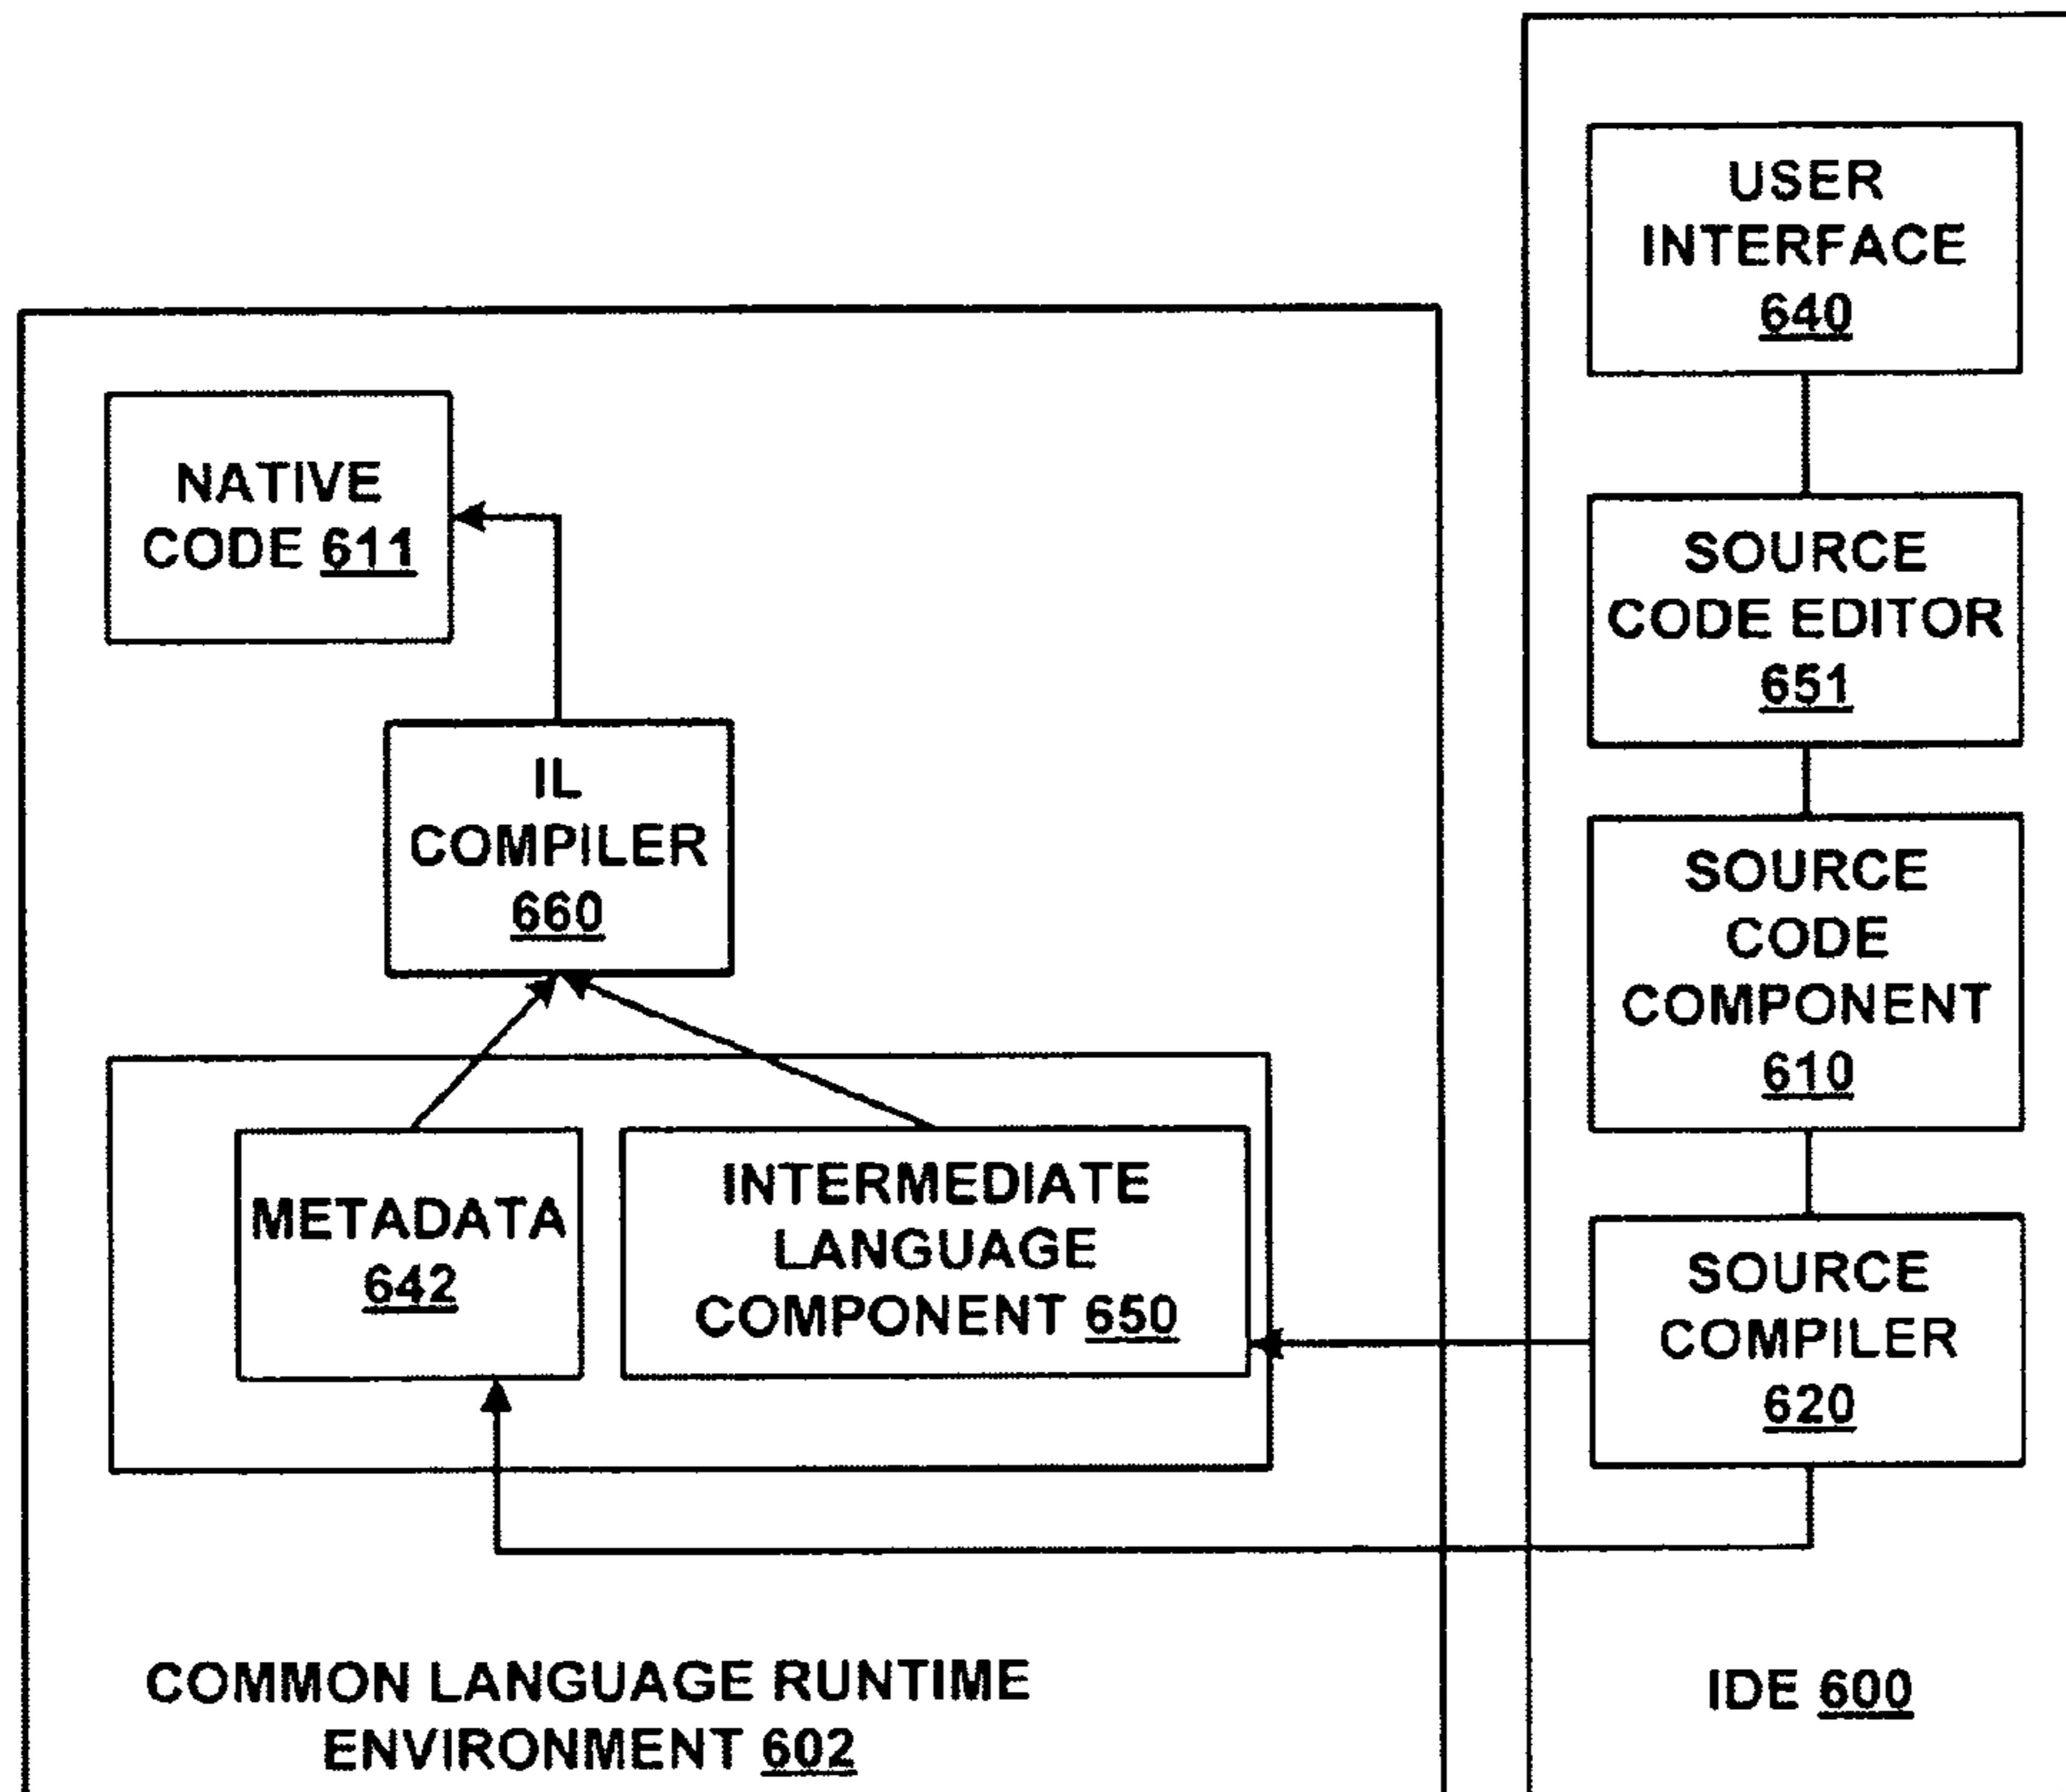 USER
INTERFACE
640
NATIVE
CODE 611
SOURCE
CODE EDITOR
651
IL
COMPILER
660
SOURCE
CODE
COMPONENT
610
METADATA
642
INTERMEDIATE
LANGUAGE
COMPONENT 650
SOURCE
COMPILER
620
COMMON LANGUAGE RUNTIME
ENVIRONMENT 602
IDE 600